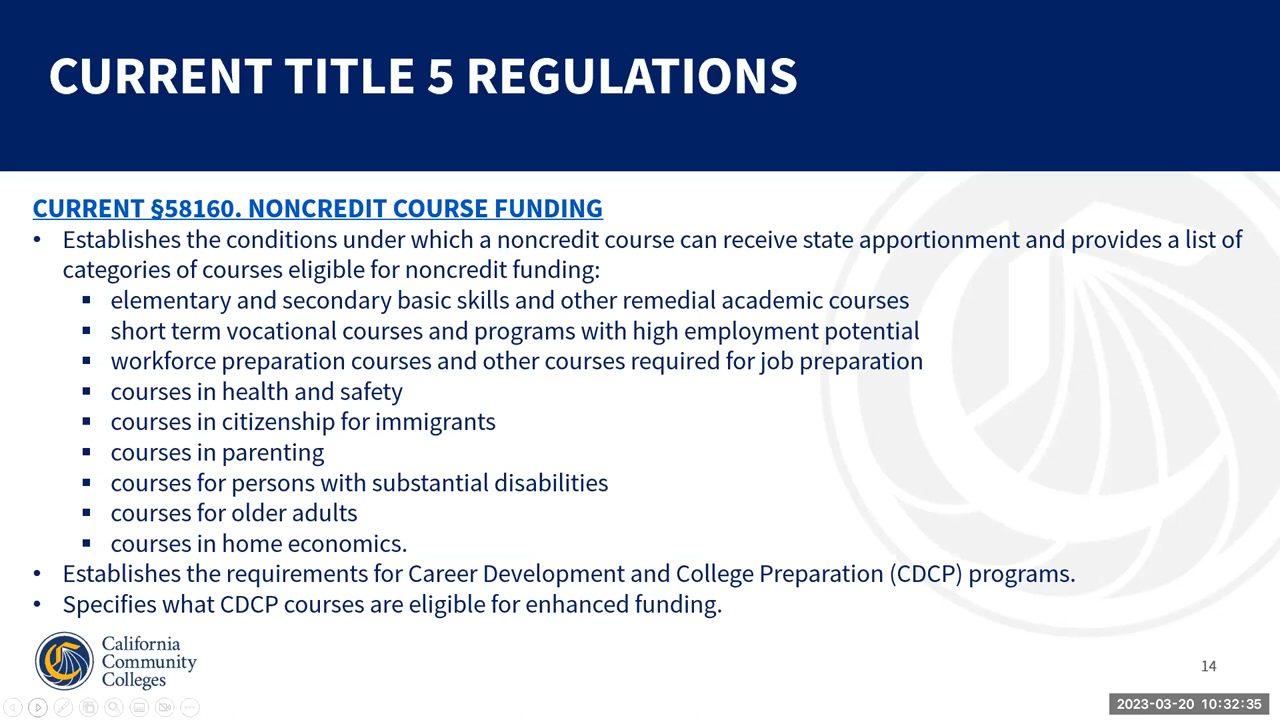 CURRENT TITLE 5 REGULATIONS
CURRENT §58160. NONCREDIT COURSE FUNDING
• Establishes the conditions under which a noncredit course can receive state apportionment and provides a list of
categories of courses eligible for noncredit funding:
▪ elementary and secondary basic skills and other remedial academic courses
▪ short term vocational courses and programs with high employment potential
▪ workforce preparation courses and other courses required for job preparation
▪ courses in health and safety
▪ courses in citizenship for immigrants
▪ courses in parenting
▪ courses for persons with substantial disabilities
▪ courses for older adults
▪ courses in home economics.
• Establishes the requirements for Career Development and College Preparation (CDCP) programs.
• Specifies what CDCP courses are eligible for enhanced funding.
California
Community
Colleges
14
2023-03-20 10:32:35